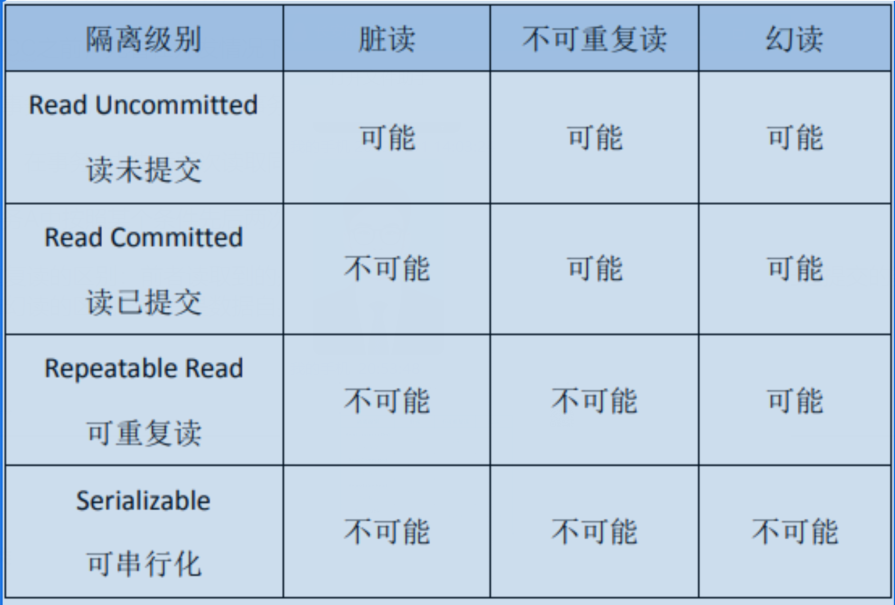 隔离级别 脏读 不可重复读 幻读
Read Uncommitted
读未提交
可能 可能 可能
Read Committed
读已提交
不可能 可能 可能
Repeatable Read
可重复读
不可能 不可能 可能
Serializable
可串行化
不可能 不可能 不可能